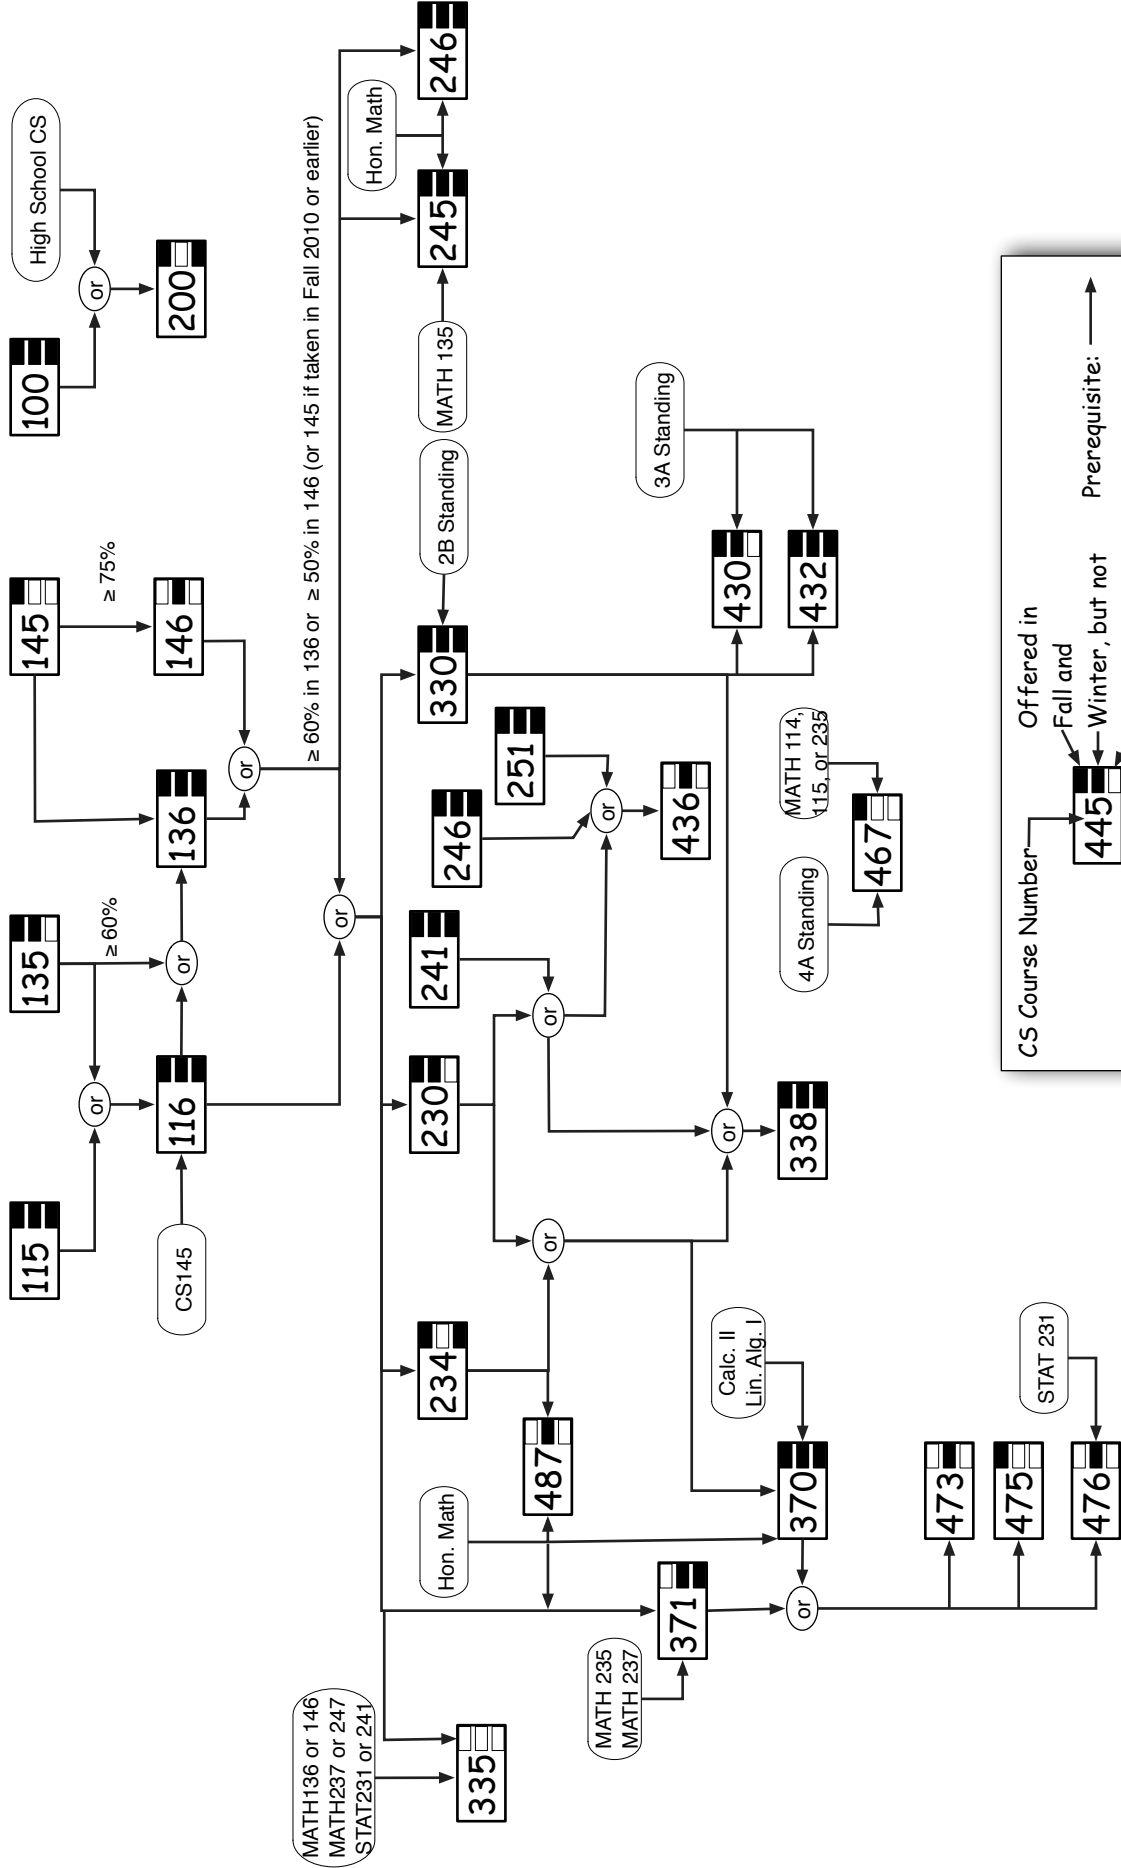 115
135
145
100
High School CS
or
or
≥ 60%
≥ 75%
CS145
116
or
136
146
200
or
≥ 60% in 136 or ≥ 50% in 146 (or 145 if taken in Fall 2010 or earlier)
MATH136 or 146
MATH237 or 247
STAT231 or 241
or
Hon. Math
Hon. Math
234
230
241
330
2B Standing
MATH 135
245
246
246
335
251
487
or
or
MATH 235
MATH 237
or
3A Standing
371
436
Calc. II
Lin. Alg. I
or
430
4A Standing
MATH 114,
115, or 235
or
370
338
432
467
473
475
STAT 231
476
CS Course Number
Offered in
Fall and
Winter, but not
445
Prerequisite: